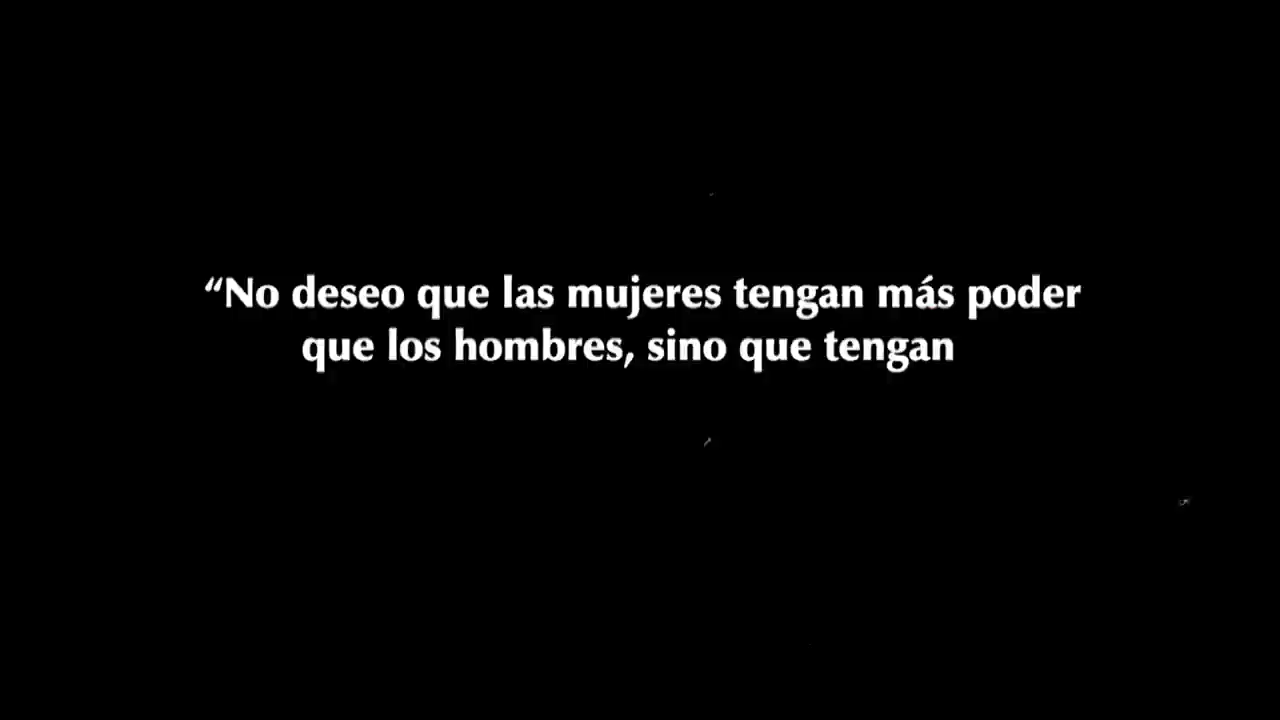 “No deseo que las mujeres tengan más poder
que los hombres, sino que tengan